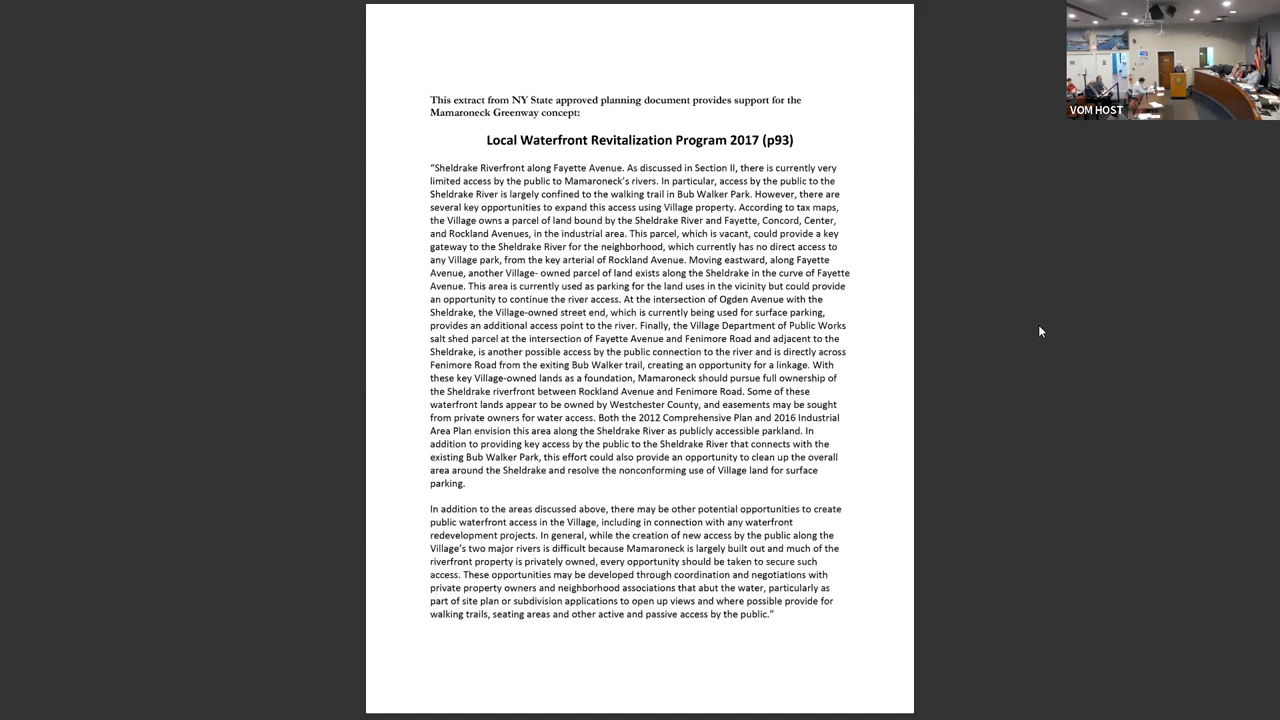 This extract from NY State approved planning document provides support for the
Mamaroneck Greenway concept:
Local Waterfront Revitalization Program 2017 (p93)
“Sheldrake Riverfront along Fayette Avenue. As discussed in Section II, there is currently very
limited access by the public to Mamaroneck’s rivers. In particular, access by the public to the
Sheldrake River is largely confined to the walking trail in Bub Walker Park. However, there are
several key opportunities to expand this access using Village property. According to tax maps,
the Village owns a parcel of land bound by the Sheldrake River and Fayette, Concord, Center,
and Rockland Avenues, in the industrial area. This parcel, which is vacant, could provide a key
gateway to the Sheldrake River for the neighborhood, which currently has no direct access to
any Village park, from the key arterial of Rockland Avenue. Moving eastward, along Fayette
Avenue, another Village- owned parcel of land exists along the Sheldrake in the curve of Fayette
Avenue. This area is currently used as parking for the land uses in the vicinity but could provide
an opportunity to continue the river access. At the intersection of Ogden Avenue with the
Sheldrake, the Village-owned street end, which is currently being used for surface parking,
provides an additional access point to the river. Finally, the Village Department of Public Works
salt shed parcel at the intersection of Fayette Avenue and Fenimore Road and adjacent to the
Sheldrake, is another possible access by the public connection to the river and is directly across
Fenimore Road from the exiting Bub Walker trail, creating an opportunity for a linkage. With
these key Village-owned lands as a foundation, Mamaroneck should pursue full ownership of
the Sheldrake riverfront between Rockland Avenue and Fenimore Road. Some of these
waterfront lands appear to be owned by Westchester County, and easements may be sought
from private owners for water access. Both the 2012 Comprehensive Plan and 2016 Industrial
Area Plan envision this area along the Sheldrake River as publicly accessible parkland. In
addition to providing key access by the public to the Sheldrake River that connects with the
existing Bub Walker Park, this effort could also provide an opportunity to clean up the overall
area around the Sheldrake and resolve the nonconforming use of Village land for surface
parking.
In addition to the areas discussed above, there may be other potential opportunities to create
public waterfront access in the Village, including in connection with any waterfront
redevelopment projects. In general, while the creation of new access by the public along the
Village’s two major rivers is difficult because Mamaroneck is largely built out and much of the
riverfront property is privately owned, every opportunity should be taken to secure such
access. These opportunities may be developed through coordination and negotiations with
private property owners and neighborhood associations that abut the water, particularly as
part of site plan or subdivision applications to open up views and where possible provide for
walking trails, seating areas and other active and passive access by the public.”
VOM HOST